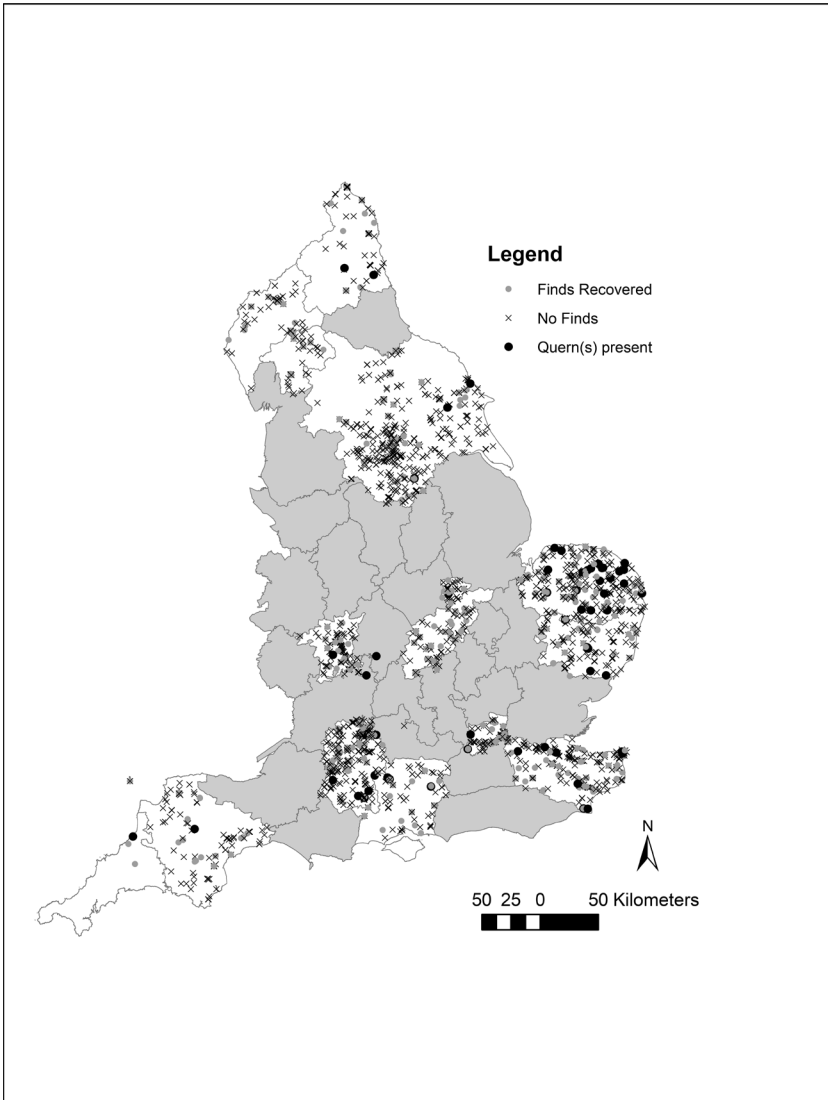 Legend
Finds Recovered
No Finds
Quern(s) present
N
50 25 0 50 Kilometers